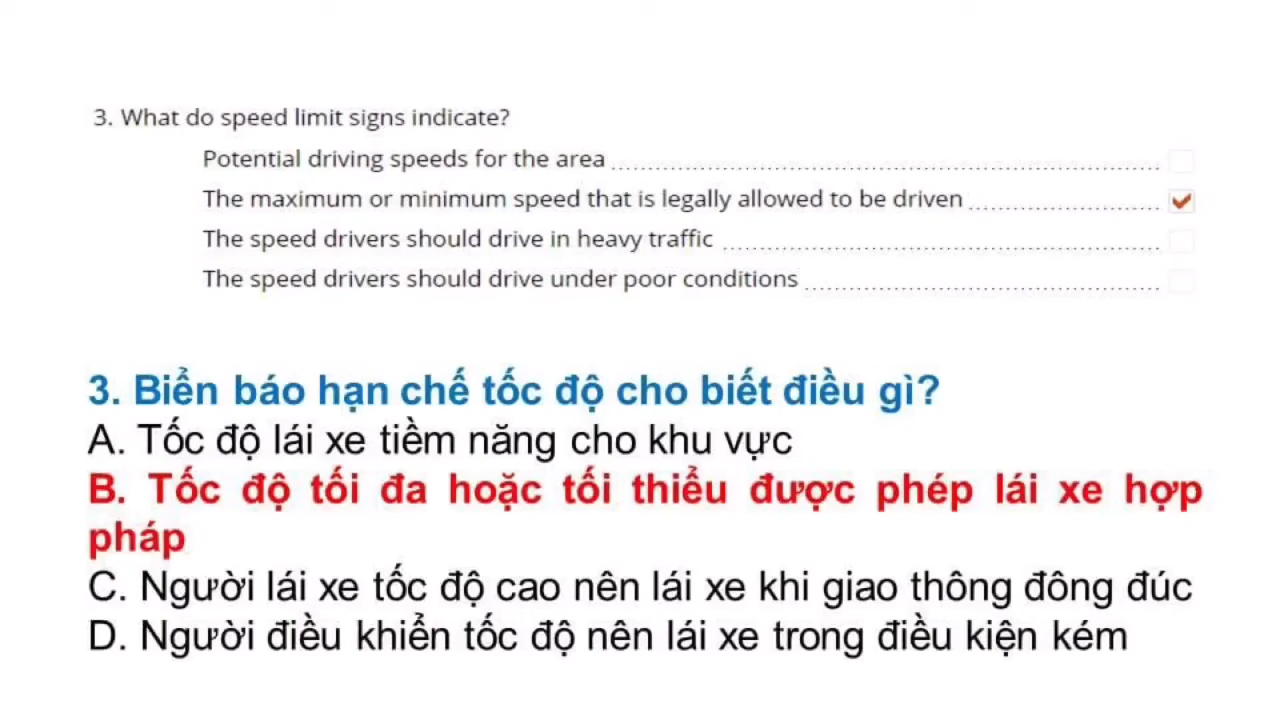 3. What do speed limit signs indicate?
Potential driving speeds for the area
The maximum or minimum speed that is legally allowed to be driven
The speed drivers should drive in heavy traffic
The speed drivers should drive under poor conditions
3. Biển báo hạn chế tốc độ cho biết điều gì?
A. Tốc độ lái xe tiềm năng cho khu vực
B. Tốc độ tối đa hoặc tối thiểu được phép lái xe hợp
pháp
C. Người lái xe tốc độ cao nên lái xe khi giao thông đông đúc
D. Người điều khiển tốc độ nên lái xe trong điều kiện kém